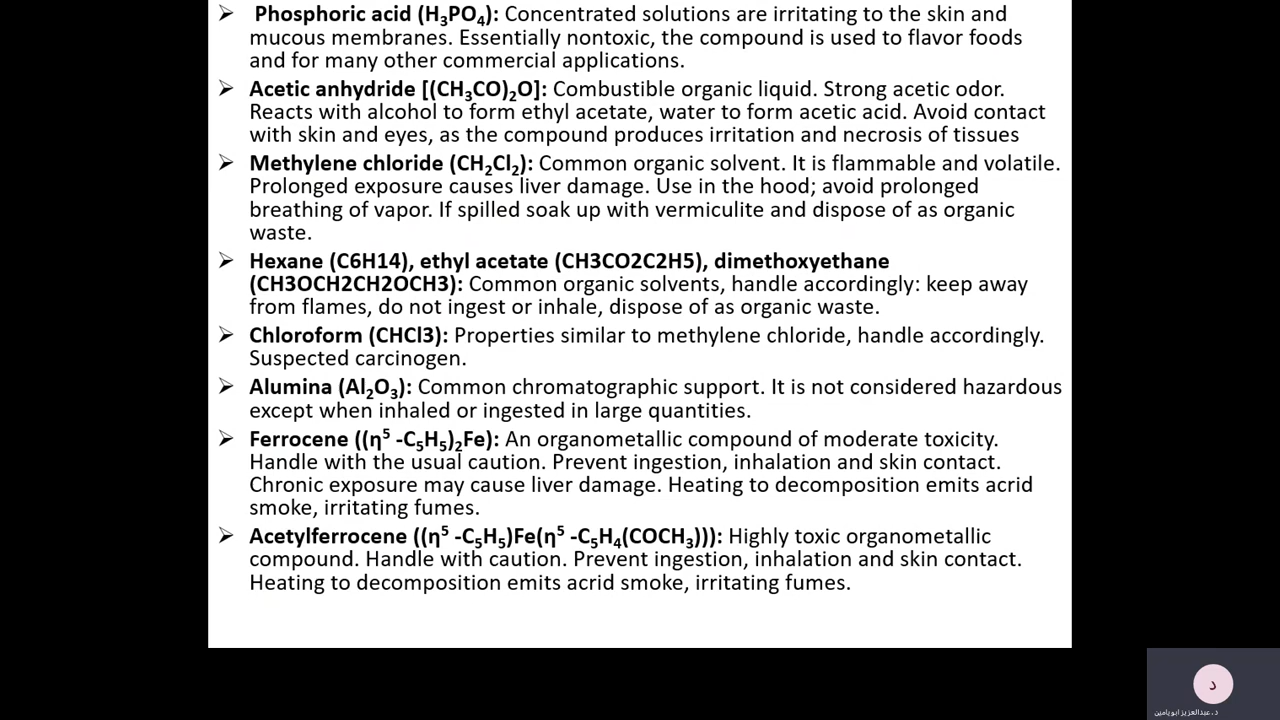 ➢ Phosphoric acid (H₃PO₄): Concentrated solutions are irritating to the skin and
mucous membranes. Essentially nontoxic, the compound is used to flavor foods
and for many other commercial applications.
➢ Acetic anhydride [(CH₃CO)₂O]: Combustible organic liquid. Strong acetic odor.
Reacts with alcohol to form ethyl acetate, water to form acetic acid. Avoid contact
with skin and eyes, as the compound produces irritation and necrosis of tissues
➢ Methylene chloride (CH₂Cl₂): Common organic solvent. It is flammable and volatile.
Prolonged exposure causes liver damage. Use in the hood; avoid prolonged
breathing of vapor. If spilled soak up with vermiculite and dispose of as organic
waste.
➢ Hexane (C6H14), ethyl acetate (CH3CO2C2H5), dimethoxyethane
(CH3OCH2CH2OCH3): Common organic solvents, handle accordingly: keep away
from flames, do not ingest or inhale, dispose of as organic waste.
➢ Chloroform (CHCl3): Properties similar to methylene chloride, handle accordingly.
Suspected carcinogen.
➢ Alumina (Al₂O₃): Common chromatographic support. It is not considered hazardous
except when inhaled or ingested in large quantities.
➢ Ferrocene ((η⁵ -C₅H₅)₂Fe): An organometallic compound of moderate toxicity.
Handle with the usual caution. Prevent ingestion, inhalation and skin contact.
Chronic exposure may cause liver damage. Heating to decomposition emits acrid
smoke, irritating fumes.
➢ Acetylferrocene ((η⁵ -C₅H₅)Fe(η⁵ -C₅H₄(COCH₃))): Highly toxic organometallic
compound. Handle with caution. Prevent ingestion, inhalation and skin contact.
Heating to decomposition emits acrid smoke, irritating fumes.
د
د. عبدالعزيز ابويامين